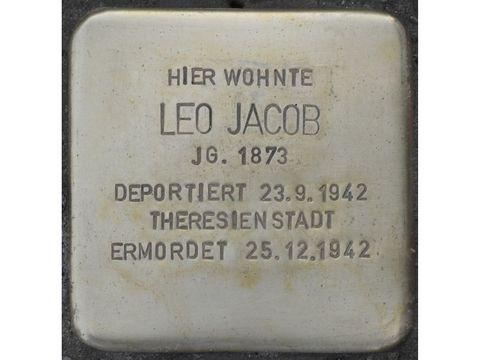 HIER WOHNTE
LEO JACOB
JG. 1873
DEPORTIERT 23.9.1942
THERESIENSTADT
ERMORDET 25.12.1942